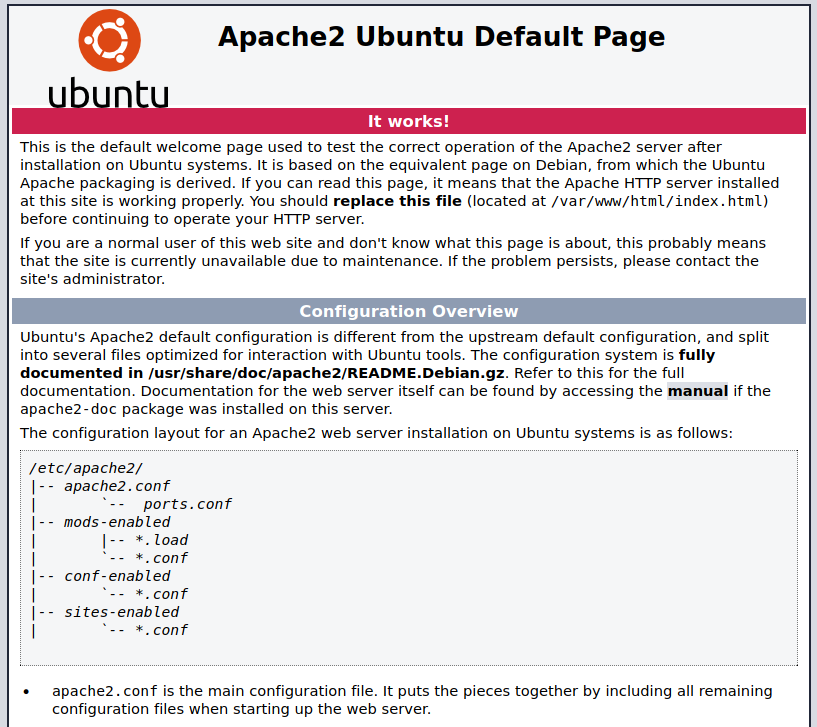 ubuntu
Apache2 Ubuntu Default Page
It works!
This is the default welcome page used to test the correct operation of the Apache2 server after
installation on Ubuntu systems. It is based on the equivalent page on Debian, from which the Ubuntu
Apache packaging is derived. If you can read this page, it means that the Apache HTTP server installed
at this site is working properly. You should replace this file (located at /var/www/html/index.html)
before continuing to operate your HTTP server.
If you are a normal user of this web site and don't know what this page is about, this probably means
that the site is currently unavailable due to maintenance. If the problem persists, please contact the
site's administrator.
Configuration Overview
Ubuntu's Apache2 default configuration is different from the upstream default configuration, and split
into several files optimized for interaction with Ubuntu tools. The configuration system is fully
documented in /usr/share/doc/apache2/README.Debian.gz. Refer to this for the full
documentation. Documentation for the web server itself can be found by accessing the manual if the
apache2-doc package was installed on this server.
The configuration layout for an Apache2 web server installation on Ubuntu systems is as follows:
/etc/apache2/
|-- apache2.conf
|       `--  ports.conf
|-- mods-enabled
|       |-- *.load
|       `-- *.conf
|-- conf-enabled
|       `-- *.conf
|-- sites-enabled
|       `-- *.conf
• apache2.conf is the main configuration file. It puts the pieces together by including all remaining
configuration files when starting up the web server.